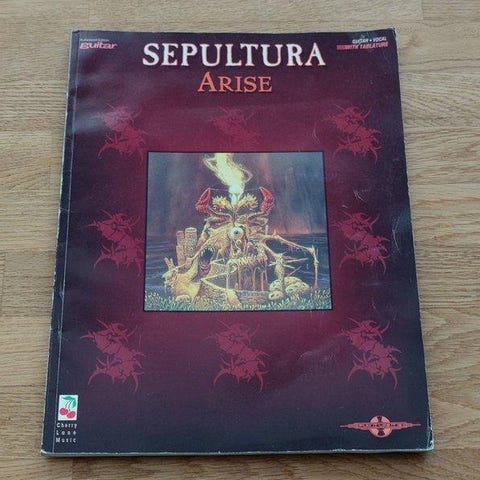 guitar
SEPULTURA
ARISE
GUITAR • VOCAL
WITH TABLATURE
Cherry
Lane
Music